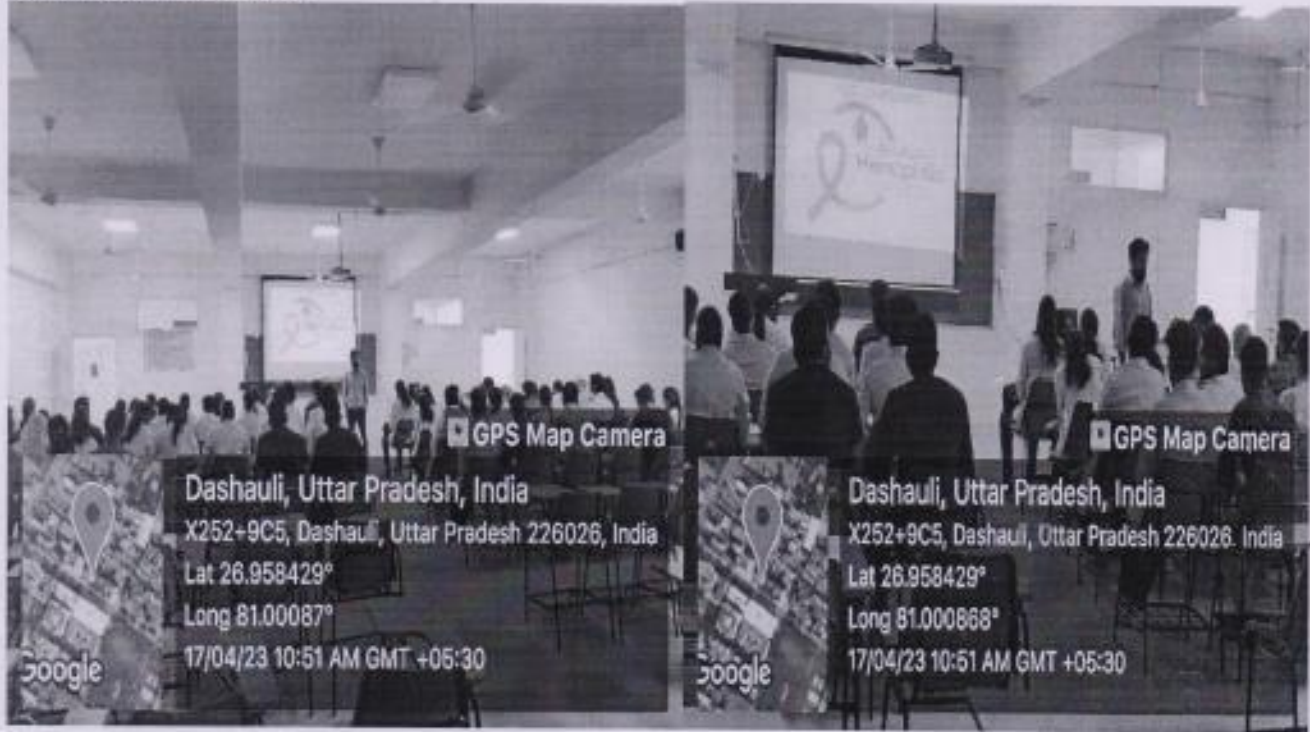 GPS Map Camera
Dashauli, Uttar Pradesh, India
X252+9C5, Dashauli, Uttar Pradesh 226026, India
Lat 26.958429°
Long 81.00087°
17/04/23 10:51 AM GMT +05:30
Google
GPS Map Camera
Dashauli, Uttar Pradesh, India
X252+9C5, Dashauli, Uttar Pradesh 226026. India
Lat 26.958429°
Long 81.000868°
17/04/23 10:51 AM GMT +05:30
Google